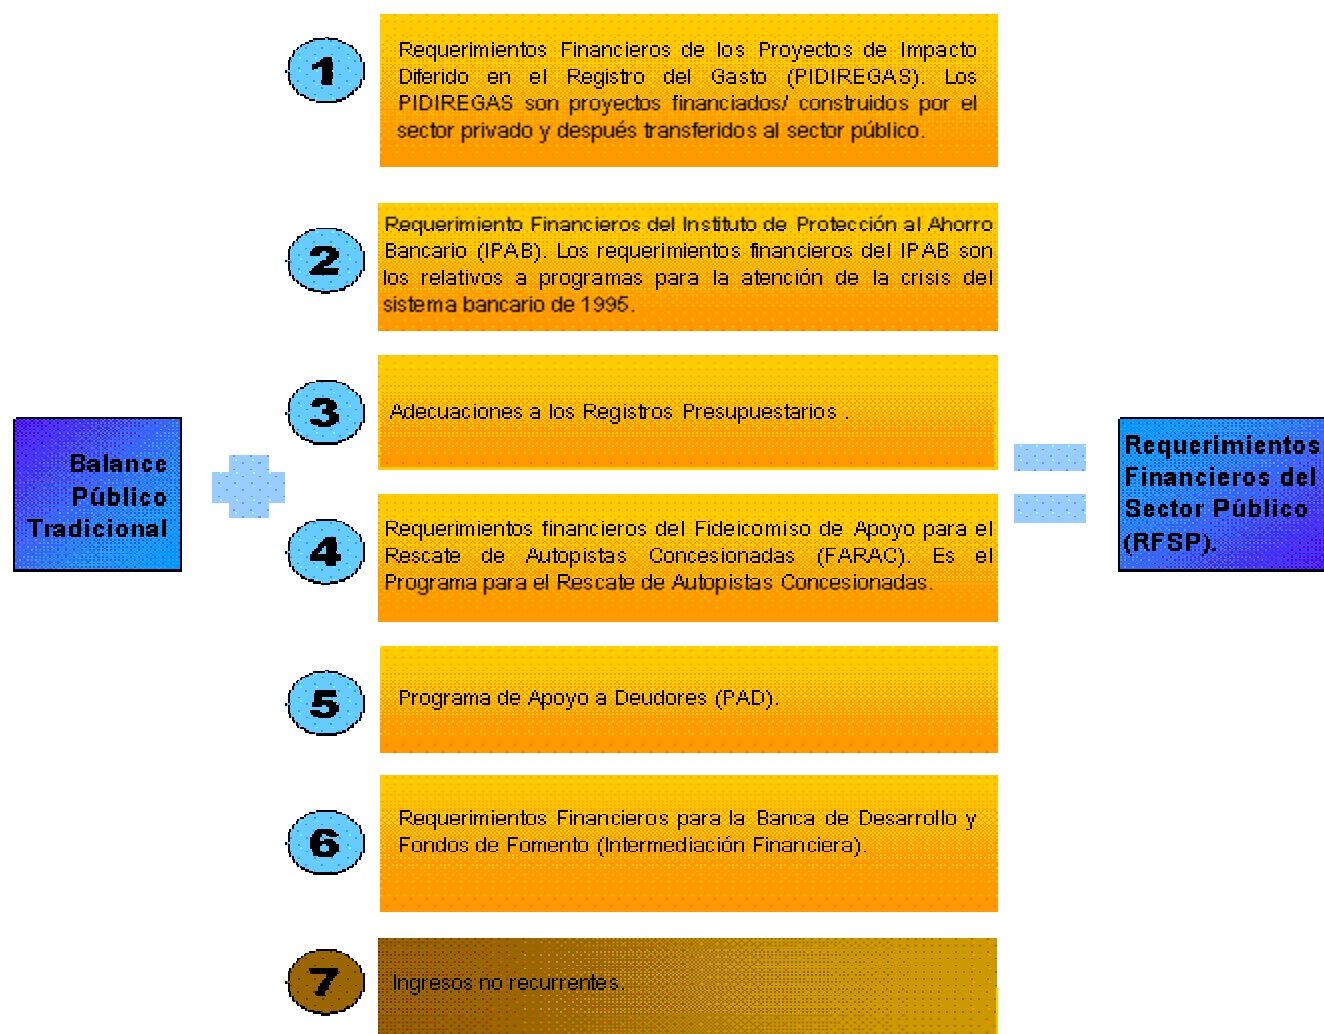 1
Requerimientos Financieros de los Proyectos de Impacto
Diferido en el Registro del Gasto (PIDIREGAS). Los
PIDIREGAS son proyectos financiados/ construidos por el
sector privado y después transferidos al sector público.
2
Requerimiento Financieros del Instituto de Protección al Ahorro
Bancario (IPAB). Los requerimientos financieros del IPAB son
los relativos a programas para la atención de la crisis del
sistema bancario de 1995.
3
Adecuaciones a los Registros Presupuestarios .
Balance
Público
Tradicional
4
Requerimientos financieros del Fideicomiso de Apoyo para el
Rescate de Autopistas Concesionadas (FARAC). Es el
Programa para el Rescate de Autopistas Concesionadas.
Requerimientos
Financieros del
Sector Público
(RFSP).
5
Programa de Apoyo a Deudores (PAD).
6
Requerimientos Financieros para la Banca de Desarrollo y
Fondos de Fomento (Intermediación Financiera).
7
Ingresos no recurrentes.